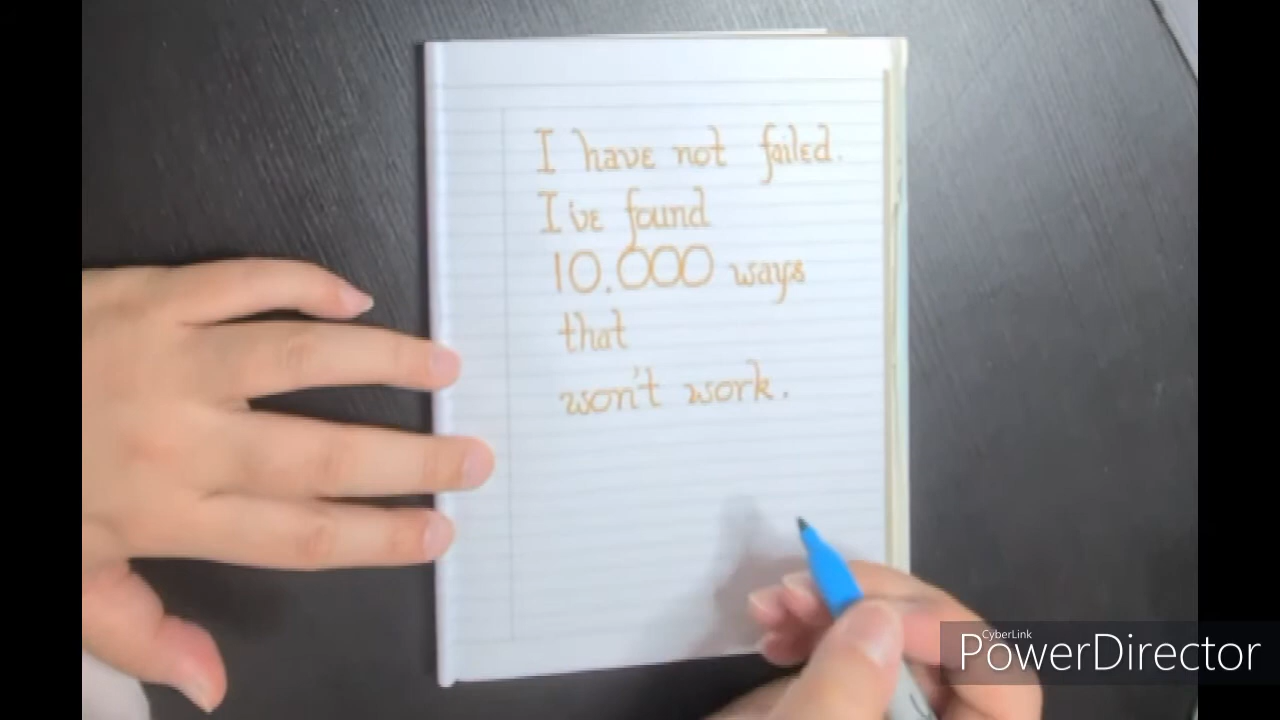 I have not failed.
I've found
10.000 ways
that
won't work.
CyberLink
PowerDirector